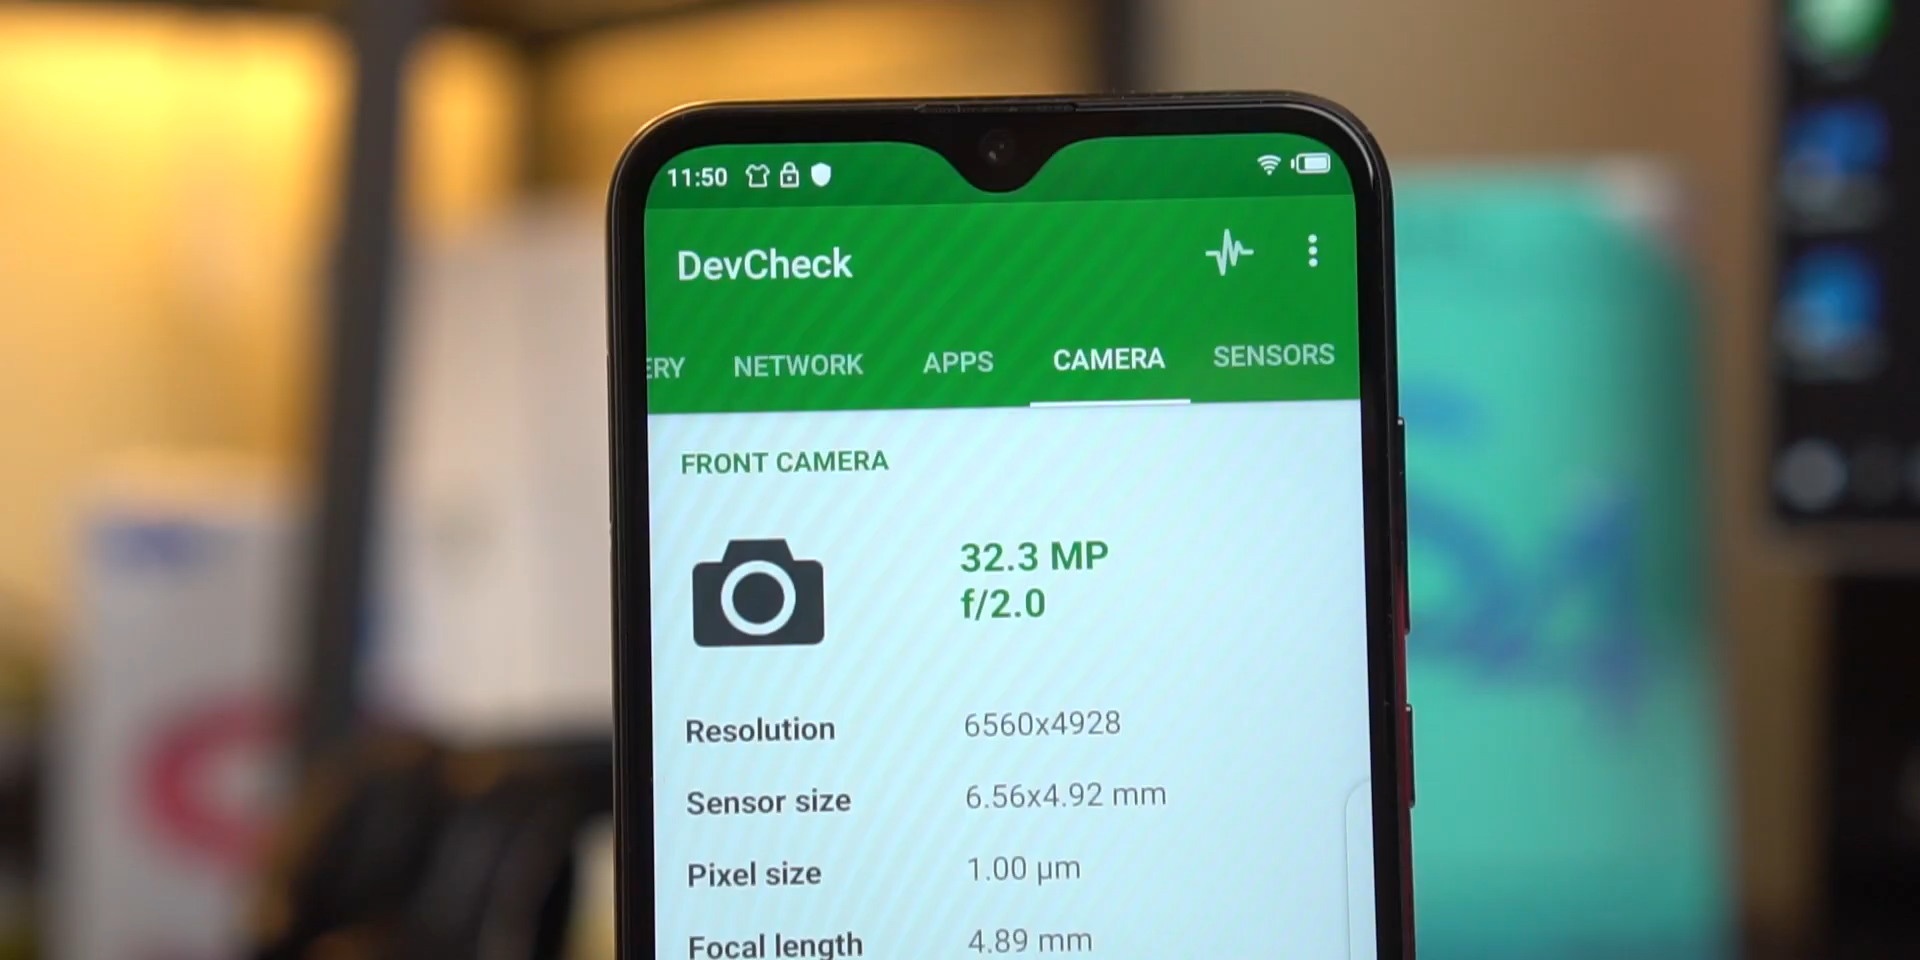 11:50
DevCheck
ERY NETWORK APPS CAMERA SENSORS
FRONT CAMERA
32.3 MP
f/2.0
Resolution 6560x4928
Sensor size 6.56x4.92 mm
Pixel size 1.00 µm
Focal length 4.89 mm